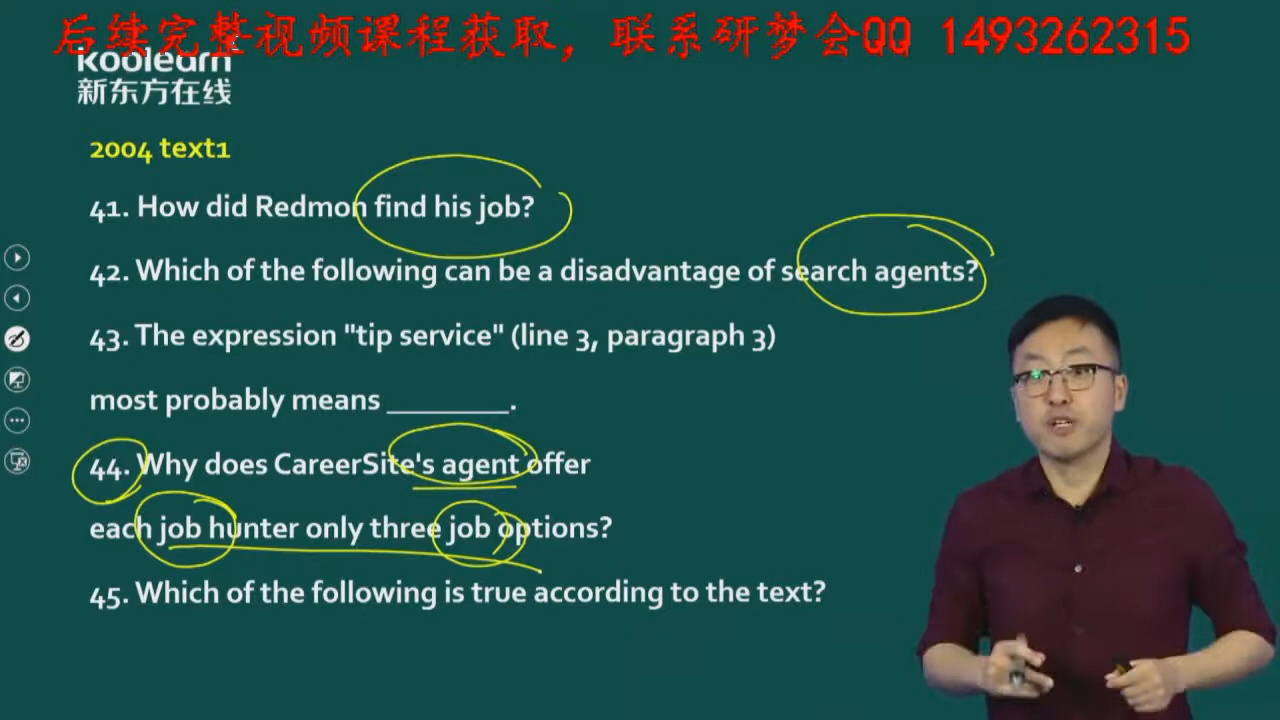 后续完整视频课程获取，联系研梦会QQ 1493262315
koolearn
新东方在线
2004 text1
41. How did Redmon find his job?
42. Which of the following can be a disadvantage of search agents?
43. The expression "tip service" (line 3, paragraph 3)
most probably means ________.
44. Why does CareerSite's agent offer
each job hunter only three job options?
45. Which of the following is true according to the text?